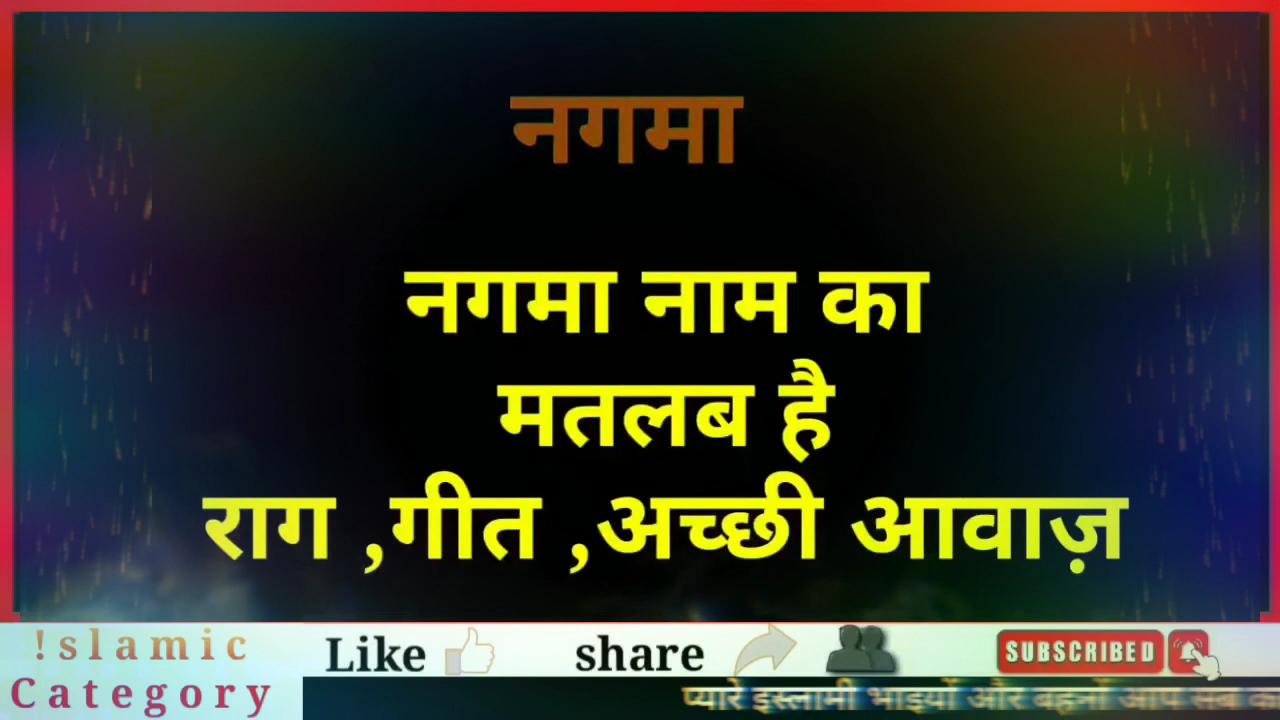 नगमा
नगमा नाम का
मतलब है
राग ,गीत ,अच्छी आवाज़
!slamic
Category
Like
share
SUBSCRIBED
प्यारे इस्लामी भाइयों और बहनों आप सब का